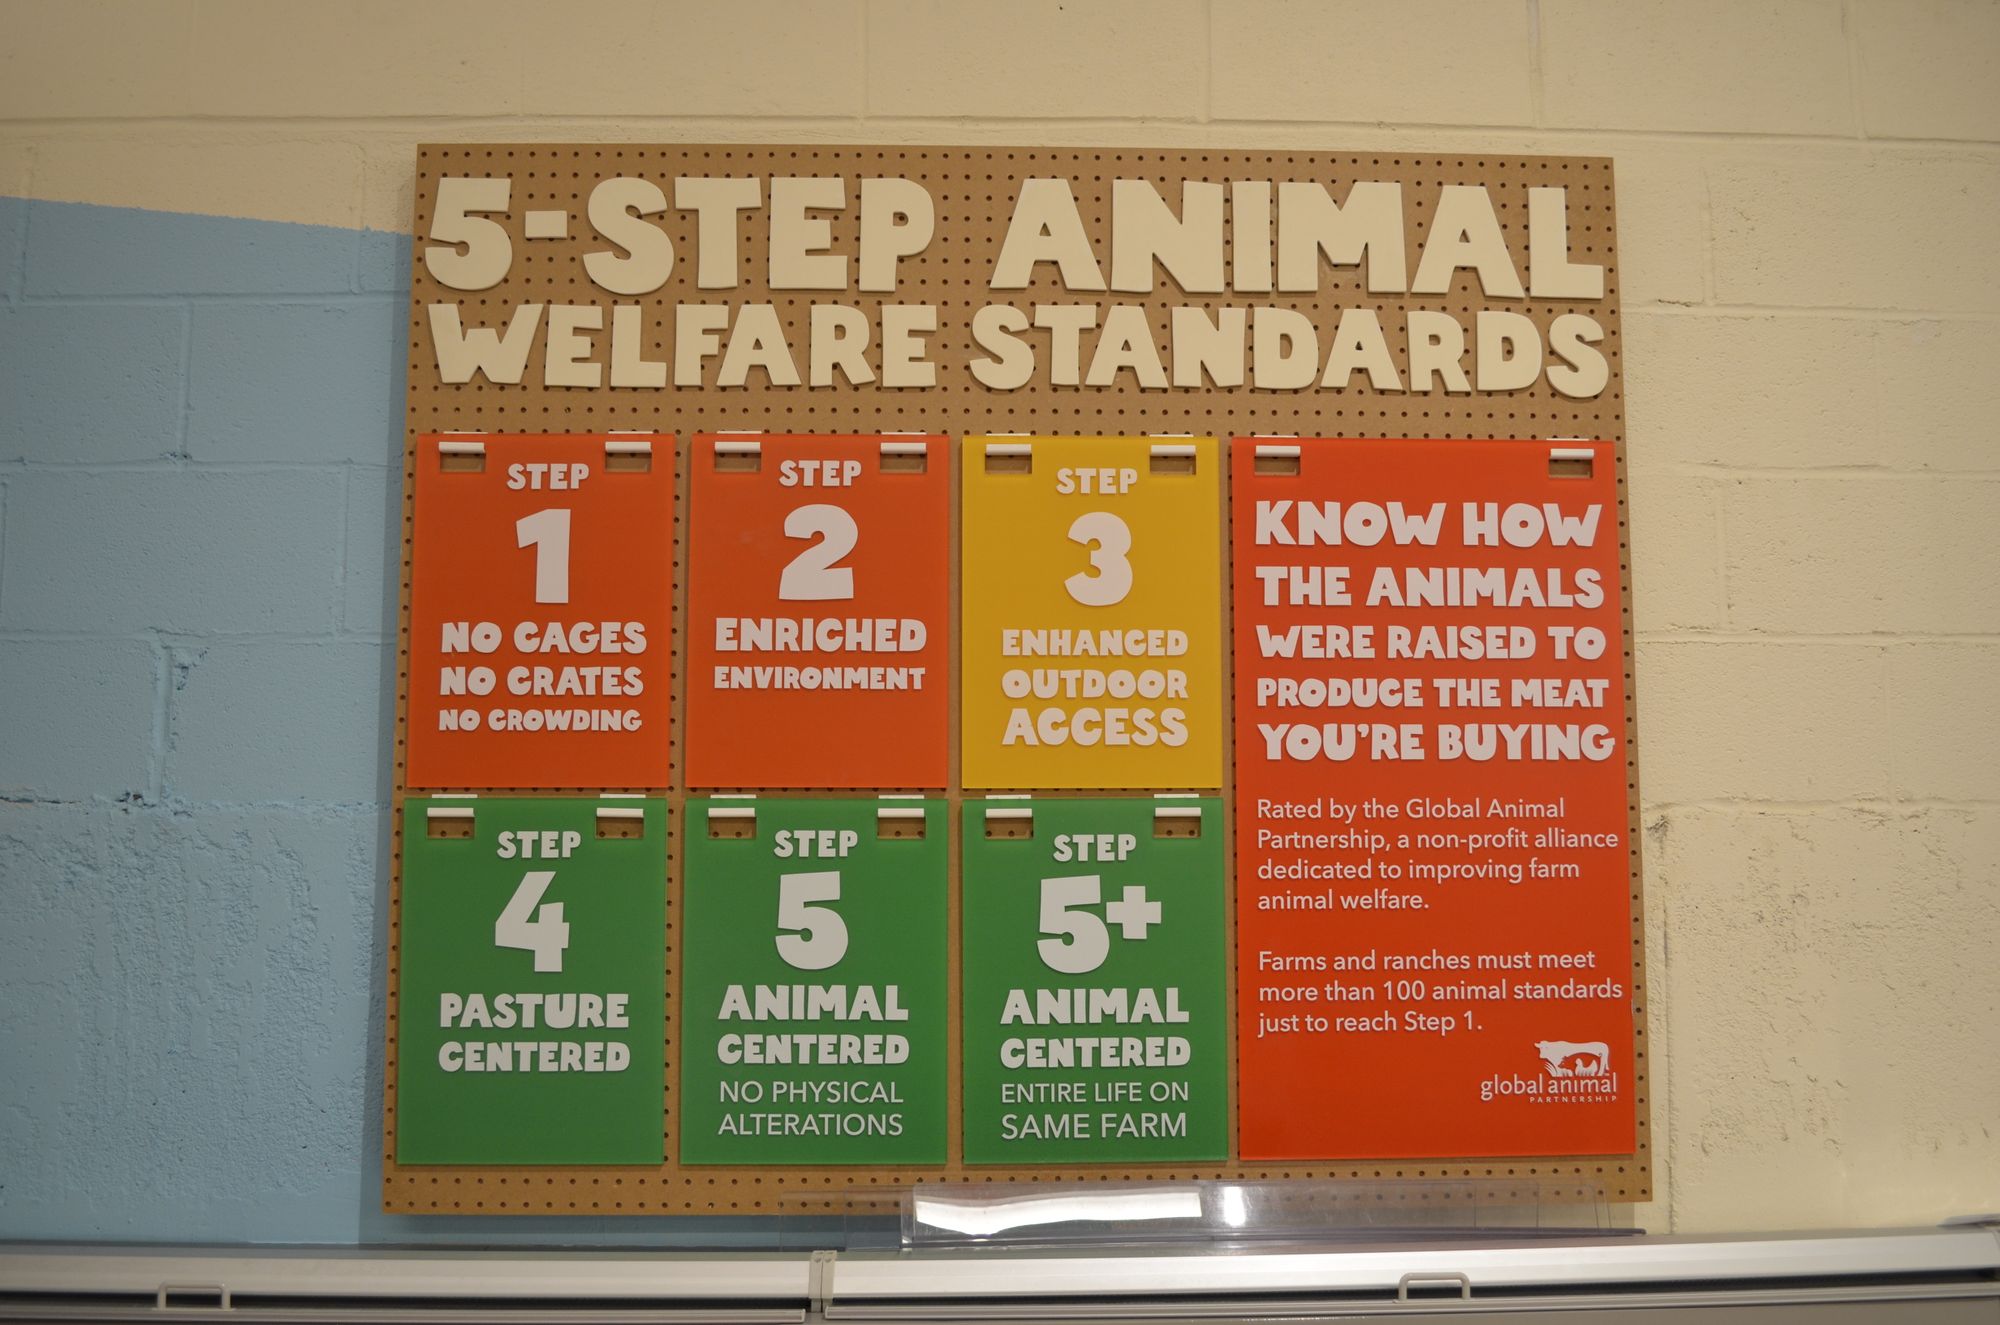 5-STEP ANIMAL
WELFARE STANDARDS
STEP
1
NO CAGES
NO CRATES
NO CROWDING
STEP
2
ENRICHED
ENVIRONMENT
STEP
3
ENHANCED
OUTDOOR
ACCESS
STEP
4
PASTURE
CENTERED
STEP
5
ANIMAL
CENTERED
NO PHYSICAL
ALTERATIONS
STEP
5+
ANIMAL
CENTERED
ENTIRE LIFE ON
SAME FARM
KNOW HOW
THE ANIMALS
WERE RAISED TO
PRODUCE THE MEAT
YOU'RE BUYING
Rated by the Global Animal
Partnership, a non-profit alliance
dedicated to improving farm
animal welfare.
Farms and ranches must meet
more than 100 animal standards
just to reach Step 1.
global animal
PARTNERSHIP